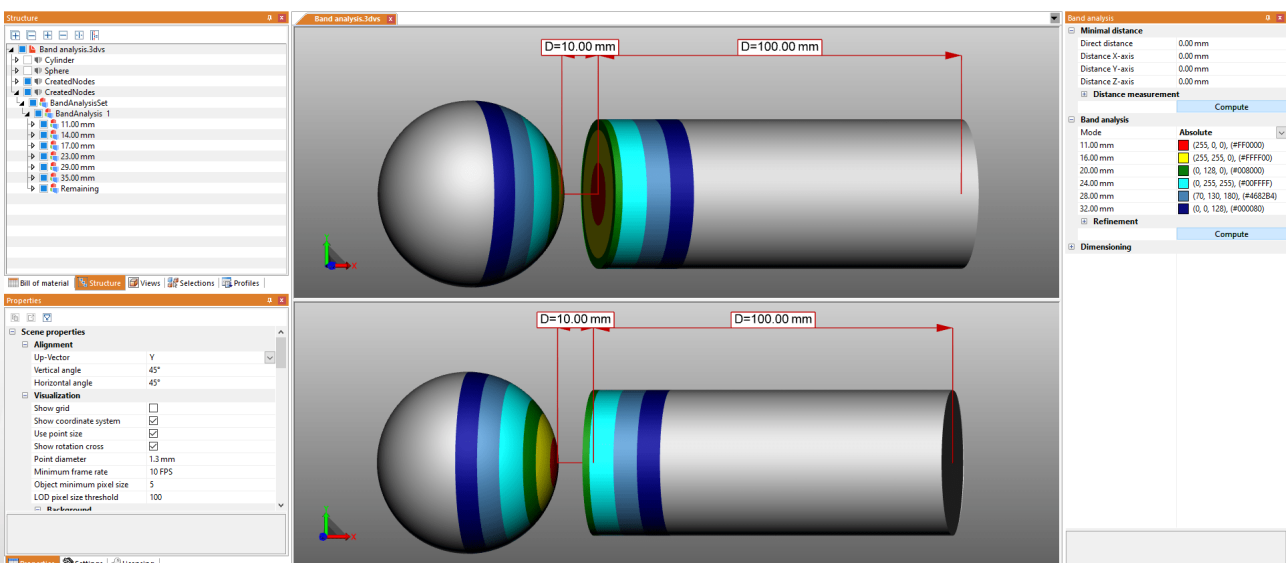 Structure
Band analysis.3dvs
Cylinder
Sphere
CreatedNodes
CreatedNodes
BandAnalysisSet
BandAnalysis 1
11.00 mm
14.00 mm
17.00 mm
23.00 mm
29.00 mm
35.00 mm
Remaining
Bill of material Structure Views Selections Profiles
Properties
Scene properties
Alignment
Up-Vector Y
Vertical angle 45°
Horizontal angle 45°
Visualization
Show grid
Show coordinate system
Use point size
Show rotation cross
Point diameter 1.3 mm
Minimum frame rate 10 FPS
Object minimum pixel size 5
LOD pixel size threshold 100
Background
Properties Settings Licensing
Band analysis.3dvs
D=10.00 mm D=100.00 mm
X
D=10.00 mm D=100.00 mm
X
Band analysis
Minimal distance
Direct distance 0.00 mm
Distance X-axis 0.00 mm
Distance Y-axis 0.00 mm
Distance Z-axis 0.00 mm
Distance measurement
Compute
Band analysis
Mode Absolute
11.00 mm (255, 0, 0), (#FF0000)
16.00 mm (255, 255, 0), (#FFFF00)
20.00 mm (0, 128, 0), (#008000)
24.00 mm (0, 255, 255), (#00FFFF)
28.00 mm (70, 130, 180), (#4682B4)
32.00 mm (0, 0, 128), (#000080)
Refinement
Compute
Dimensioning